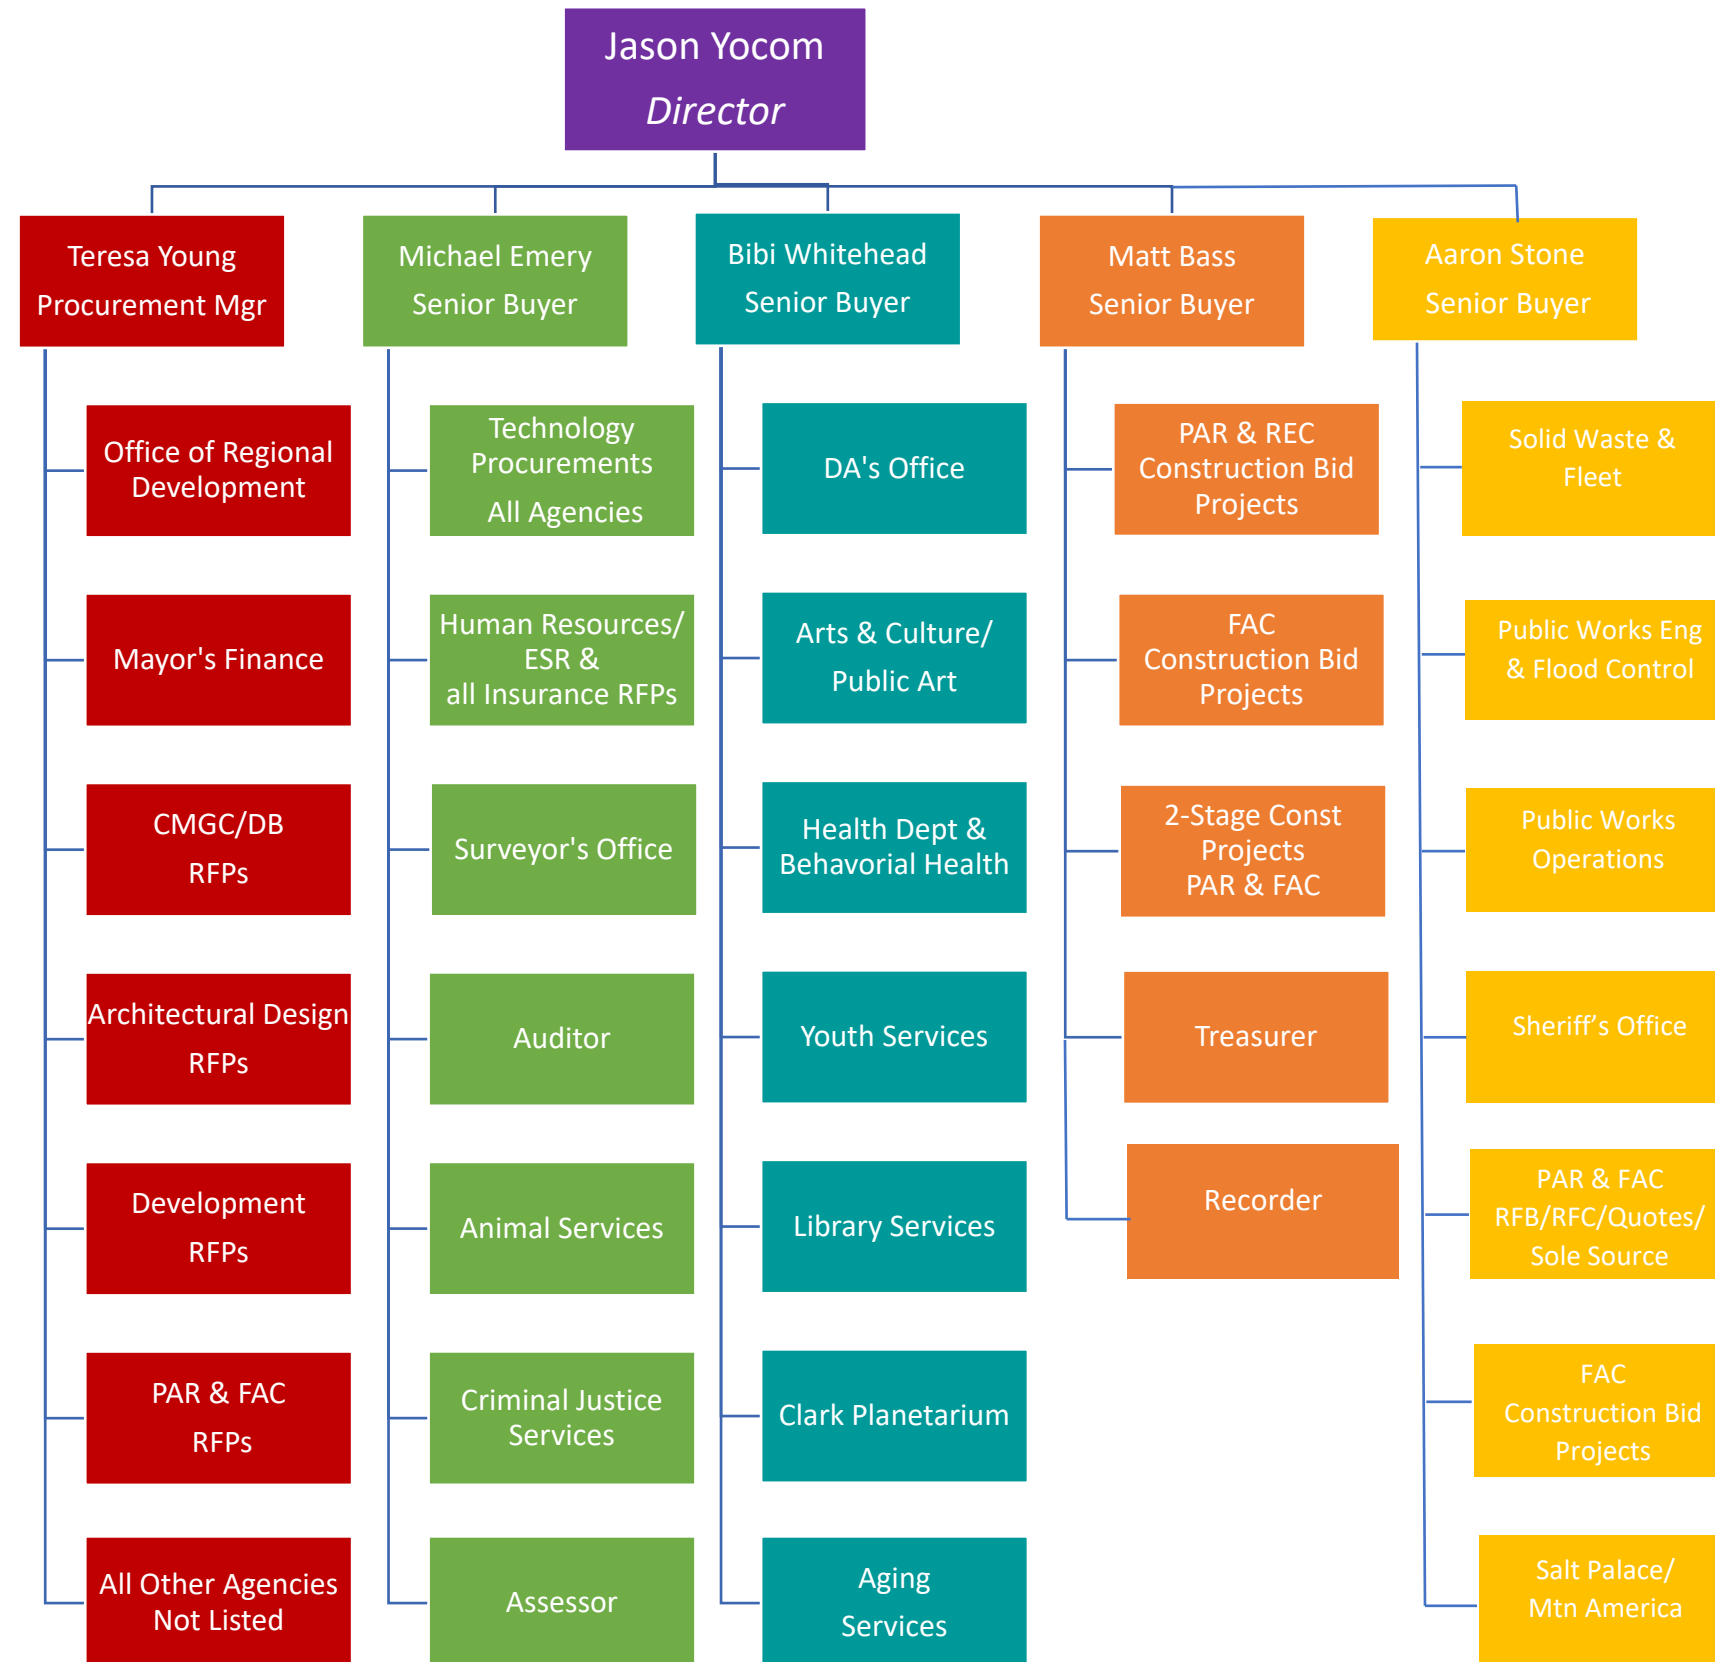 Jason Yocom
Director
Teresa Young
Procurement Mgr
Office of Regional
Development
Mayor's Finance
CMGC/DB
RFPs
Architectural Design
RFPs
Development
RFPs
PAR & FAC
RFPs
All Other Agencies
Not Listed
Michael Emery
Senior Buyer
Technology
Procurements
All Agencies
Human Resources/
ESR &
all Insurance RFPs
Surveyor's Office
Auditor
Animal Services
Criminal Justice
Services
Assessor
Bibi Whitehead
Senior Buyer
DA's Office
Arts & Culture/
Public Art
Health Dept &
Behavorial Health
Youth Services
Library Services
Clark Planetarium
Aging
Services
Matt Bass
Senior Buyer
PAR & REC
Construction Bid
Projects
FAC
Construction Bid
Projects
2-Stage Const
Projects
PAR & FAC
Treasurer
Recorder
Aaron Stone
Senior Buyer
Solid Waste &
Fleet
Public Works Eng
& Flood Control
Public Works
Operations
Sheriff’s Office
PAR & FAC
RFB/RFC/Quotes/
Sole Source
FAC
Construction Bid
Projects
Salt Palace/
Mtn America